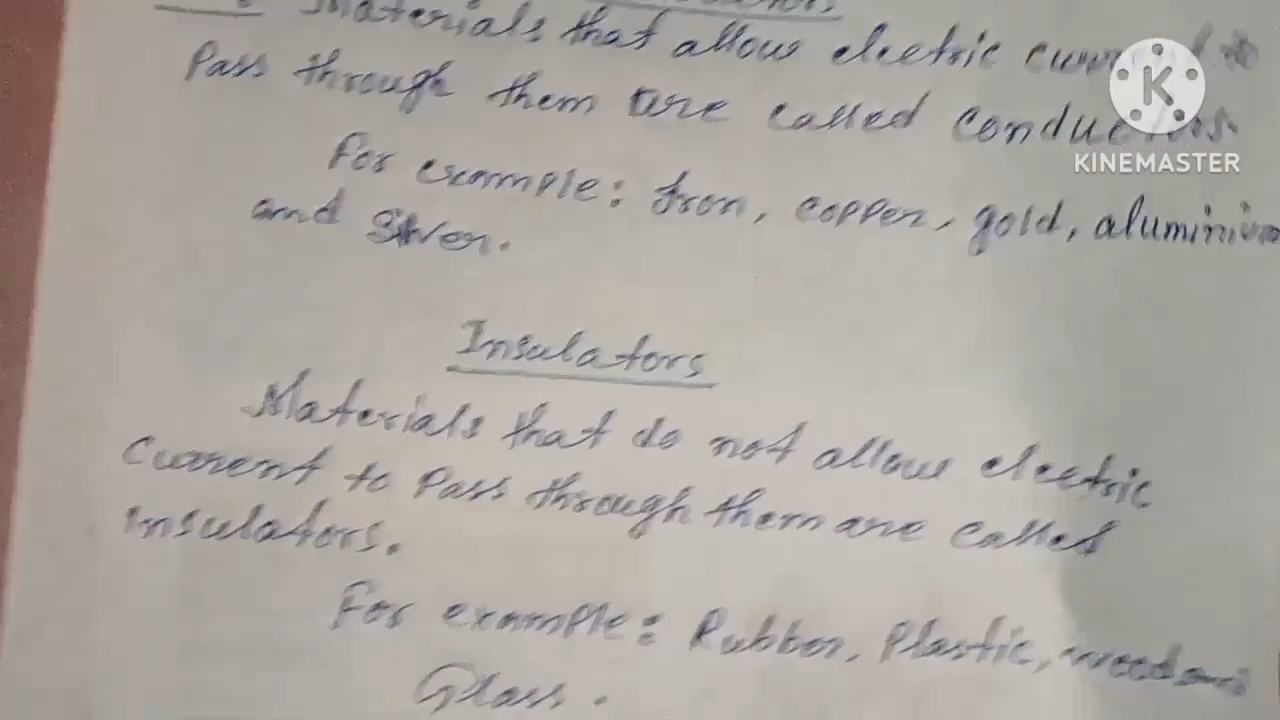 Materials that allow electric current to
Pass through them are called conductors.
For example: Iron, copper, gold, aluminium
and Silver.
Insulators
Materials that do not allow electric
Current to Pass through them are called
Insulators.
For example: Rubber, Plastic, wood and
Glass.
K
KINEMASTER